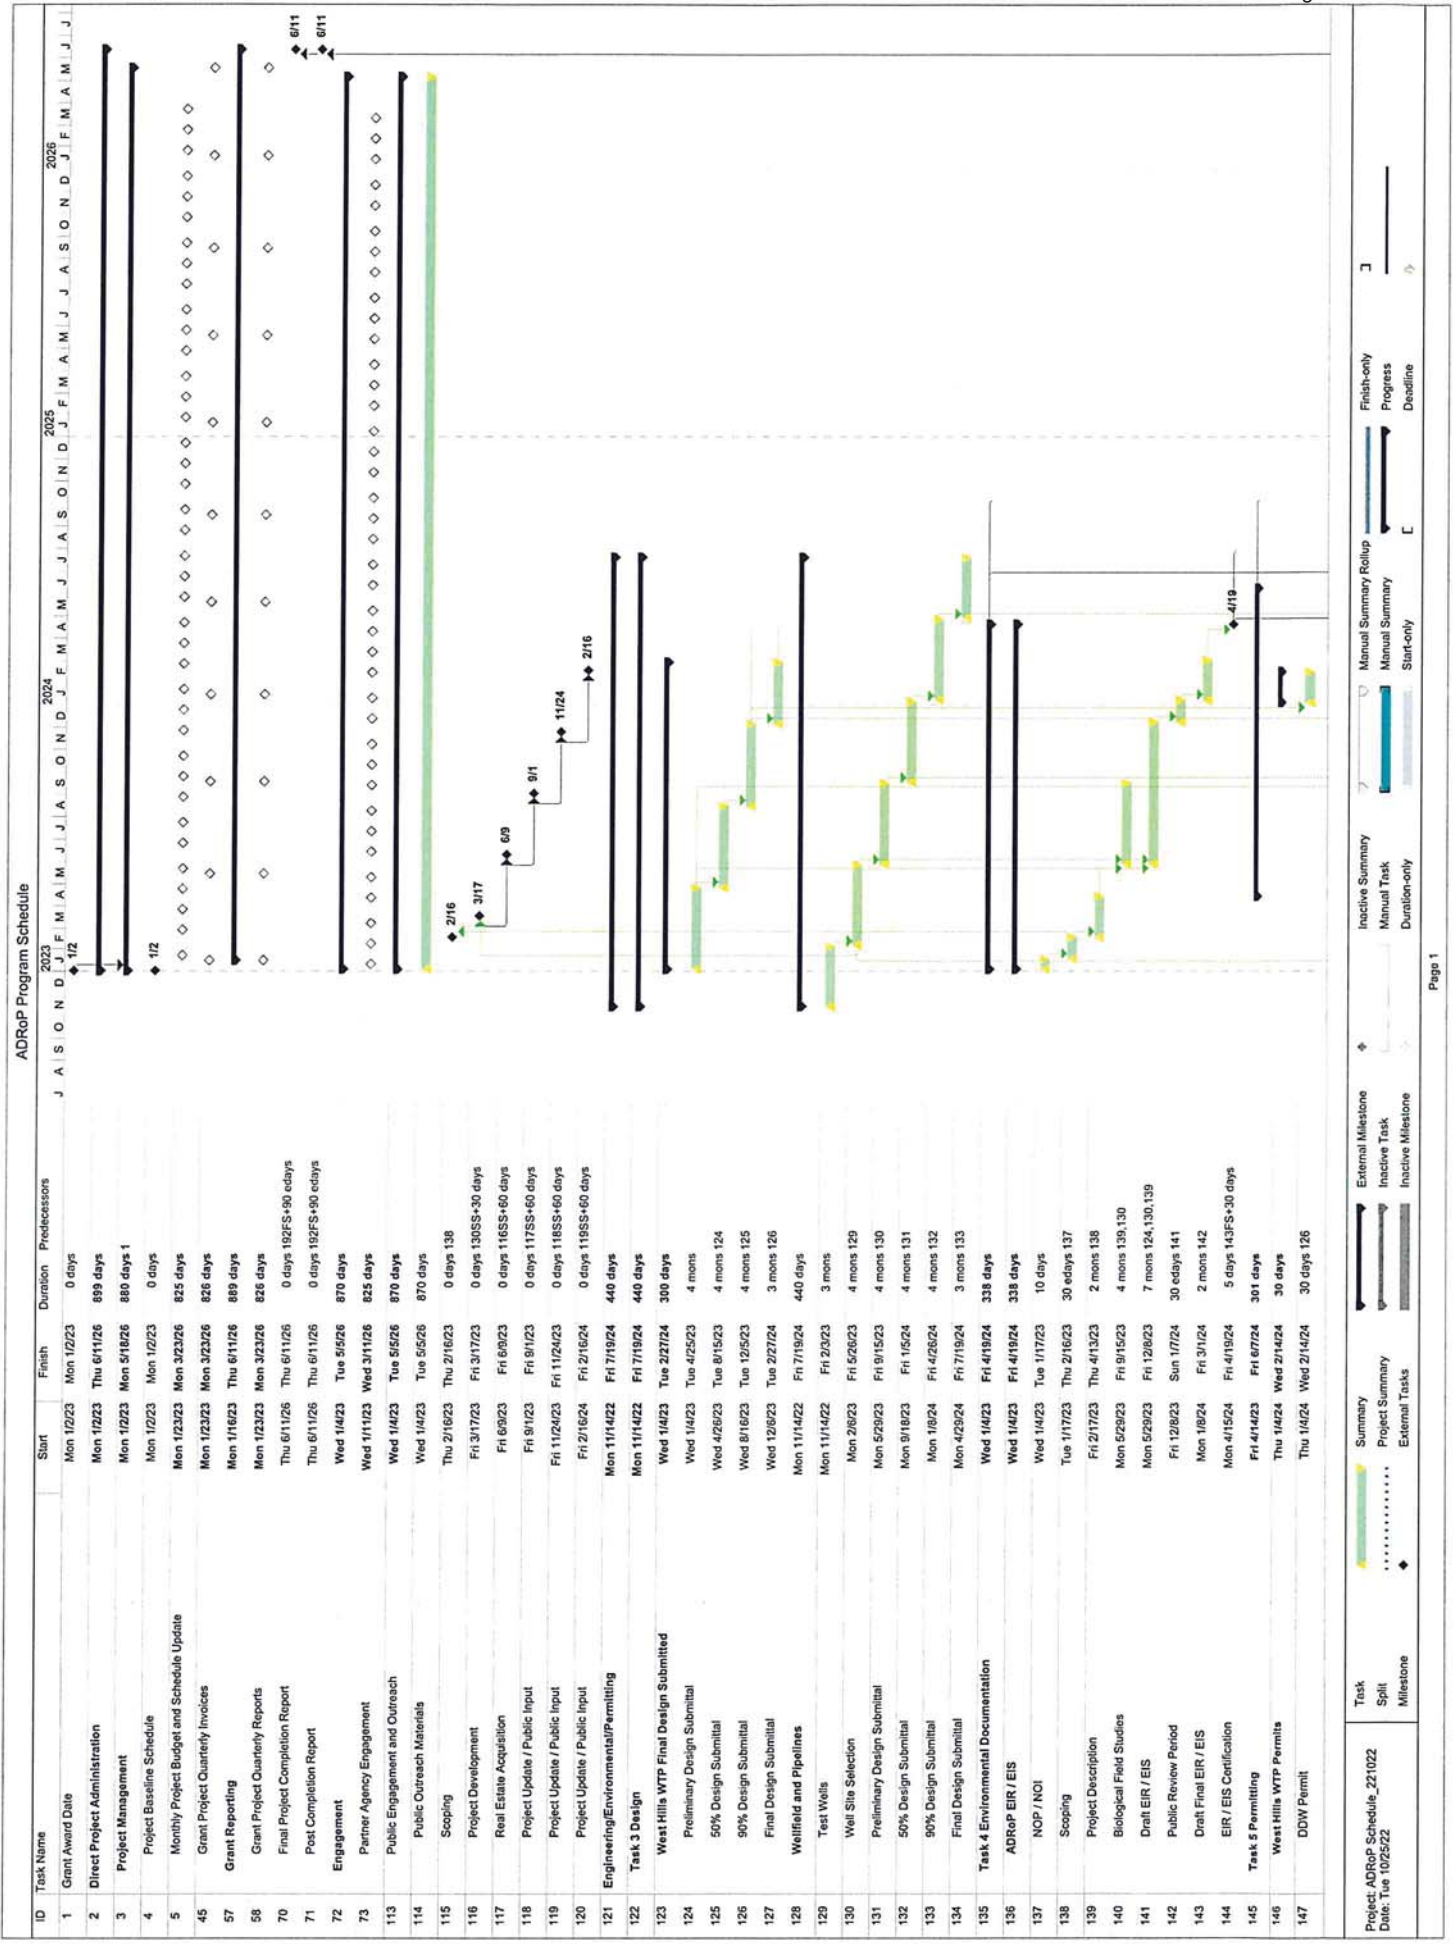 ADRoP Program Schedule
ID Task Name Start Finish Duration Predecessors
2023 2024 2025 2026
J A S O N D J F M A M J J A S O N D J F M A M J J A S O N D J F M A M J J A S O N D J F M A M J J
1 Grant Award Date Mon 1/2/23 Mon 1/2/23 0 days 1/2
2 Direct Project Administration Mon 1/2/23 Thu 6/11/26 899 days
3 Project Management Mon 1/2/23 Mon 5/18/26 880 days 1
4 Project Baseline Schedule Mon 1/2/23 Mon 1/2/23 0 days 1/2
5 Monthly Project Budget and Schedule Update Mon 1/23/23 Mon 3/23/26 825 days
45 Grant Project Quarterly Invoices Mon 1/23/23 Mon 3/23/26 826 days
57 Grant Reporting Mon 1/16/23 Thu 6/11/26 889 days
58 Grant Project Quarterly Reports Mon 1/23/23 Mon 3/23/26 826 days
70 Final Project Completion Report Thu 6/11/26 Thu 6/11/26 0 days 192FS+90 edays 6/11
71 Post Completion Report Thu 6/11/26 Thu 6/11/26 0 days 192FS+90 edays 6/11
72 Engagement Wed 1/4/23 Tue 5/5/26 870 days
73 Partner Agency Engagement Wed 1/11/23 Wed 3/11/26 825 days
113 Public Engagement and Outreach Wed 1/4/23 Tue 5/5/26 870 days
114 Public Outreach Materials Wed 1/4/23 Tue 5/5/26 870 days
115 Scoping Thu 2/16/23 Thu 2/16/23 0 days 138 2/16
116 Project Development Fri 3/17/23 Fri 3/17/23 0 days 130SS+30 days 3/17
117 Real Estate Acquisition Fri 6/9/23 Fri 6/9/23 0 days 116SS+60 days 6/9
118 Project Update / Public Input Fri 9/1/23 Fri 9/1/23 0 days 117SS+60 days 9/1
119 Project Update / Public Input Fri 11/24/23 Fri 11/24/23 0 days 118SS+60 days 11/24
120 Project Update / Public Input Fri 2/16/24 Fri 2/16/24 0 days 119SS+60 days 2/16
121 Engineering/Environmental/Permitting Mon 11/14/22 Fri 7/19/24 440 days
122 Task 3 Design Mon 11/14/22 Fri 7/19/24 440 days
123 West Hills WTP Final Design Submitted Wed 1/4/23 Tue 2/27/24 300 days
124 Preliminary Design Submittal Wed 1/4/23 Tue 4/25/23 4 mons
125 50% Design Submittal Wed 4/26/23 Tue 8/15/23 4 mons 124
126 90% Design Submittal Wed 8/16/23 Tue 12/5/23 4 mons 125
127 Final Design Submittal Wed 12/6/23 Tue 2/27/24 3 mons 126
128 Wellfield and Pipelines Mon 11/14/22 Fri 7/19/24 440 days
129 Test Wells Mon 11/14/22 Fri 2/3/23 3 mons
130 Well Site Selection Mon 2/6/23 Fri 5/26/23 4 mons 129
131 Preliminary Design Submittal Mon 5/29/23 Fri 9/15/23 4 mons 130
132 50% Design Submittal Mon 9/18/23 Fri 1/5/24 4 mons 131
133 90% Design Submittal Mon 1/8/24 Fri 4/26/24 4 mons 132
134 Final Design Submittal Mon 4/29/24 Fri 7/19/24 3 mons 133
135 Task 4 Environmental Documentation Wed 1/4/23 Fri 4/19/24 338 days
136 ADRoP EIR / EIS Wed 1/4/23 Fri 4/19/24 338 days
137 NOP / NOI Wed 1/4/23 Tue 1/17/23 10 days
138 Scoping Tue 1/17/23 Thu 2/16/23 30 edays 137
139 Project Description Fri 2/17/23 Thu 4/13/23 2 mons 138
140 Biological Field Studies Mon 5/29/23 Fri 9/15/23 4 mons 139,130
141 Draft EIR / EIS Mon 5/29/23 Fri 12/8/23 7 mons 124,130,139
142 Public Review Period Fri 12/8/23 Sun 1/7/24 30 edays 141
143 Draft Final EIR / EIS Mon 1/8/24 Fri 3/1/24 2 mons 142
144 EIR / EIS Certification Mon 4/15/24 Fri 4/19/24 5 days 143FS+30 days 4/19
145 Task 5 Permitting Fri 4/14/23 Fri 6/7/24 301 days
146 West Hills WTP Permits Thu 1/4/24 Wed 2/14/24 30 days
147 DDW Permit Thu 1/4/24 Wed 2/14/24 30 days 126
Project: ADRoP Schedule_221022
Date: Tue 10/25/22
Task Summary External Milestone Inactive Summary Manual Summary Rollup Finish-only
Split Project Summary Inactive Task Manual Task Manual Summary Progress
Milestone External Tasks Inactive Milestone Duration-only Start-only Deadline
Page 1